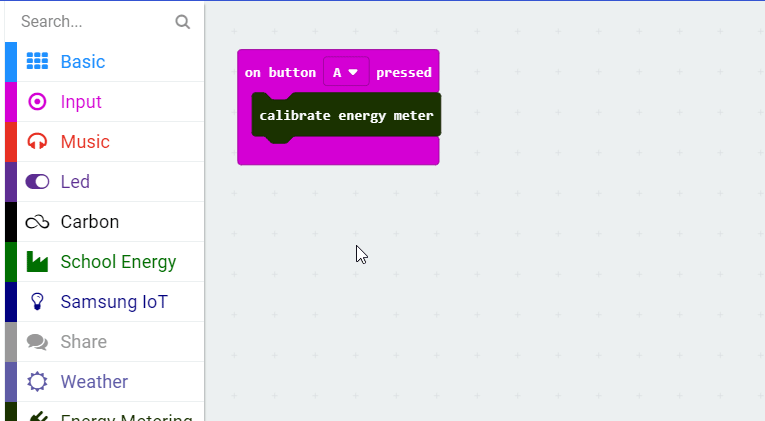 Search...
Basic
Input
Music
Led
Carbon
School Energy
Samsung IoT
Share
Weather
Energy Metering
on button A pressed
calibrate energy meter